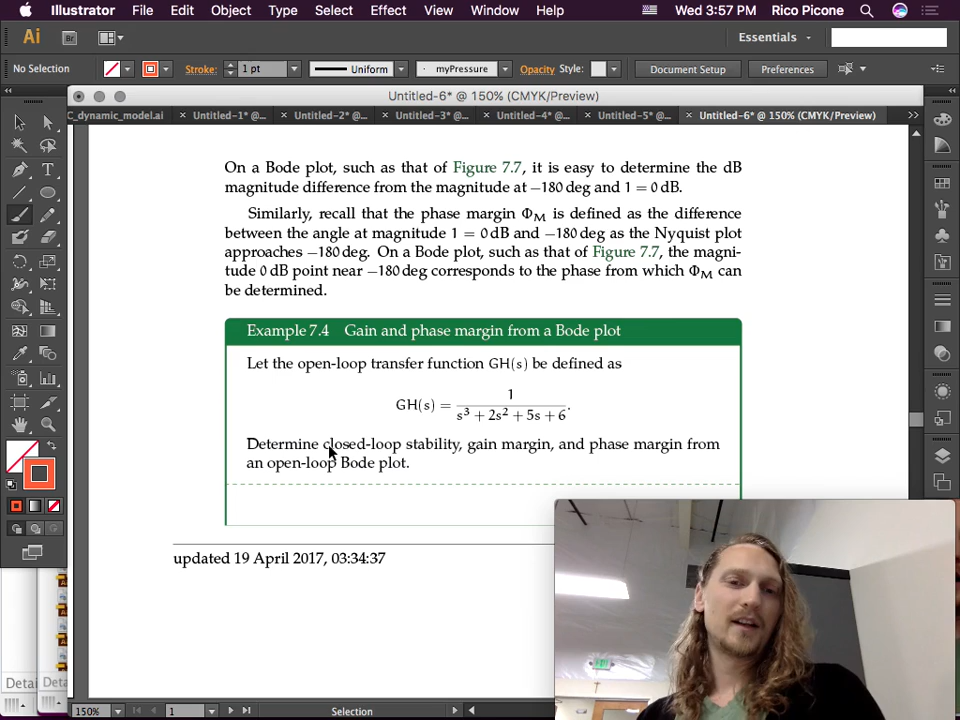 Illustrator File Edit Object Type Select Effect View Window Help Wed 3:57 PM Rico Picone
Ai Br Essentials
No Selection Stroke: 1 pt Uniform myPressure Opacity Style: Document Setup Preferences
Untitled-6* @ 150% (CMYK/Preview)
C_dynamic_model.ai Untitled-1* @... Untitled-2* @... Untitled-3* @... Untitled-4* @... Untitled-5* @... Untitled-6* @ 150% (CMYK/Preview)
On a Bode plot, such as that of Figure 7.7, it is easy to determine the dB
magnitude difference from the magnitude at −180 deg and 1 = 0 dB.
Similarly, recall that the phase margin ΦM is defined as the difference
between the angle at magnitude 1 = 0 dB and −180 deg as the Nyquist plot
approaches −180 deg. On a Bode plot, such as that of Figure 7.7, the magni-
tude 0 dB point near −180 deg corresponds to the phase from which ΦM can
be determined.
Example 7.4 Gain and phase margin from a Bode plot
Let the open-loop transfer function GH(s) be defined as
GH(s) = 1 / (s³ + 2s² + 5s + 6).
Determine closed-loop stability, gain margin, and phase margin from
an open-loop Bode plot.
updated 19 April 2017, 03:34:37
Detai Deta
150% 1 Selection